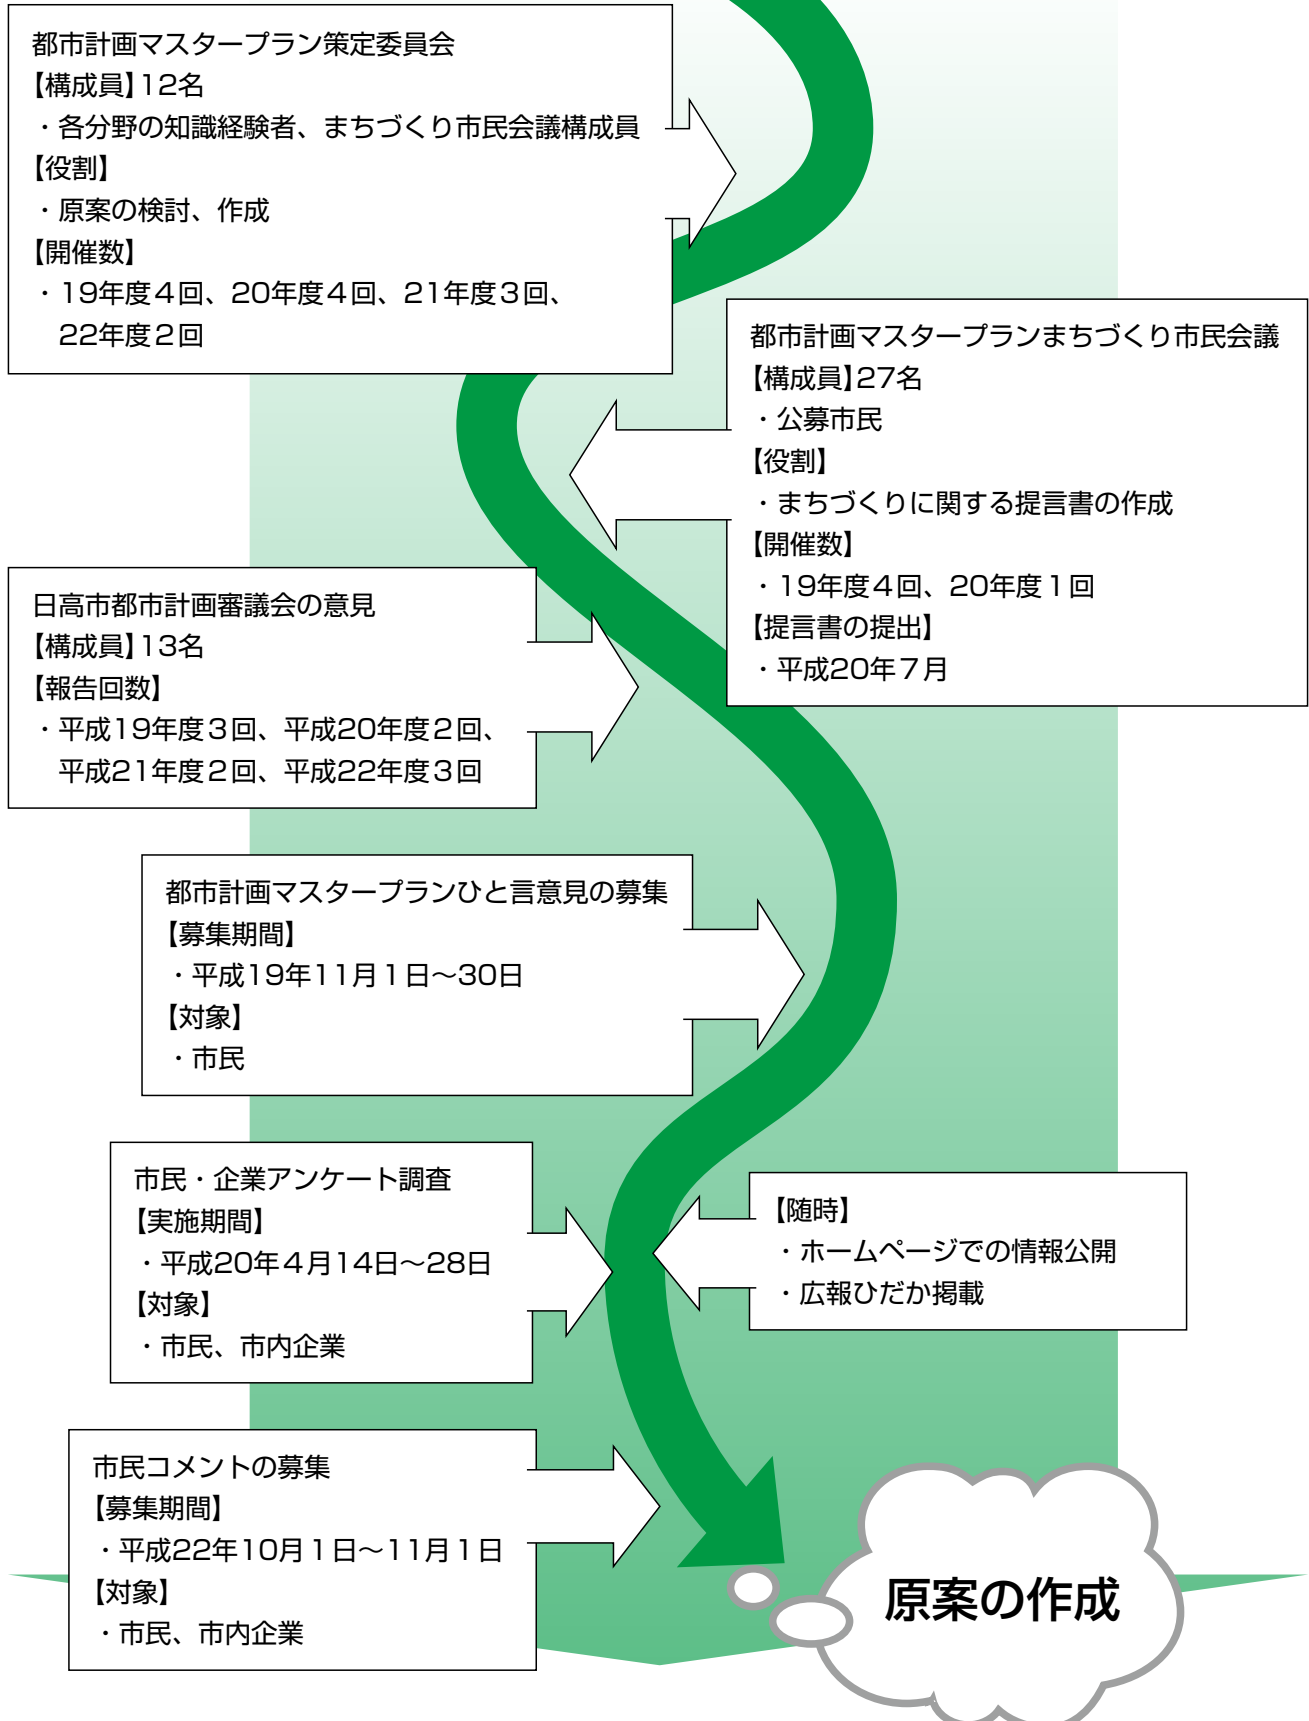 都市計画マスタープラン策定委員会
【構成員】12名
・各分野の知識経験者、まちづくり市民会議構成員
【役割】
・原案の検討、作成
【開催数】
・19年度４回、20年度４回、21年度３回、
22年度２回
都市計画マスタープランまちづくり市民会議
【構成員】27名
・公募市民
【役割】
・まちづくりに関する提言書の作成
【開催数】
・19年度４回、20年度１回
【提言書の提出】
・平成20年７月
日高市都市計画審議会の意見
【構成員】13名
【報告回数】
・平成19年度３回、平成20年度２回、
平成21年度２回、平成22年度３回
都市計画マスタープランひと言意見の募集
【募集期間】
・平成19年11月１日～30日
【対象】
・市民
市民・企業アンケート調査
【実施期間】
・平成20年４月14日～28日
【対象】
・市民、市内企業
【随時】
・ホームページでの情報公開
・広報ひだか掲載
市民コメントの募集
【募集期間】
・平成22年10月１日～11月１日
【対象】
・市民、市内企業
原案の作成